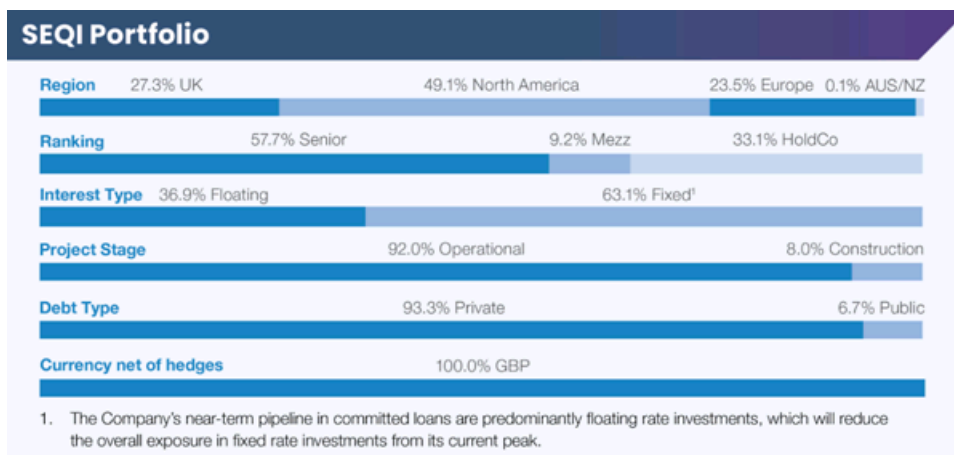 SEQI Portfolio
Region 27.3% UK 49.1% North America 23.5% Europe 0.1% AUS/NZ
Ranking 57.7% Senior 9.2% Mezz 33.1% HoldCo
Interest Type 36.9% Floating 63.1% Fixed¹
Project Stage 92.0% Operational 8.0% Construction
Debt Type 93.3% Private 6.7% Public
Currency net of hedges 100.0% GBP
1. The Company's near-term pipeline in committed loans are predominantly floating rate investments, which will reduce
the overall exposure in fixed rate investments from its current peak.